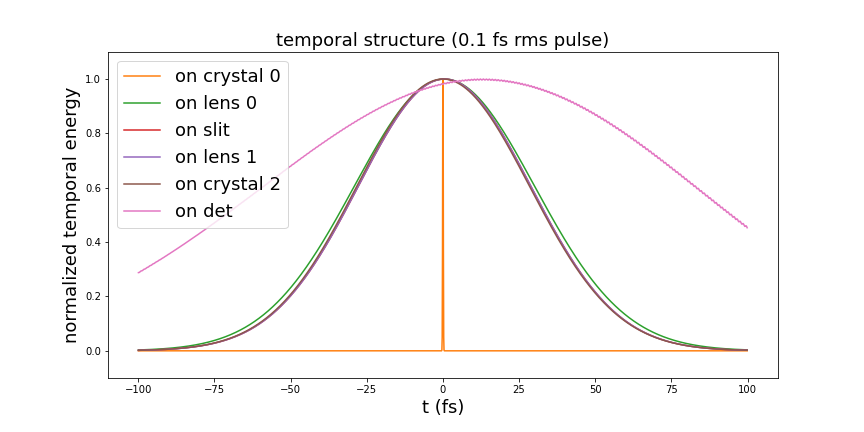 temporal structure (0.1 fs rms pulse)
on crystal 0
on lens 0
on slit
on lens 1
on crystal 2
on det
normalized temporal energy
1.0
0.8
0.6
0.4
0.2
0.0
−100
−75
−50
−25
0
25
50
75
100
t (fs)